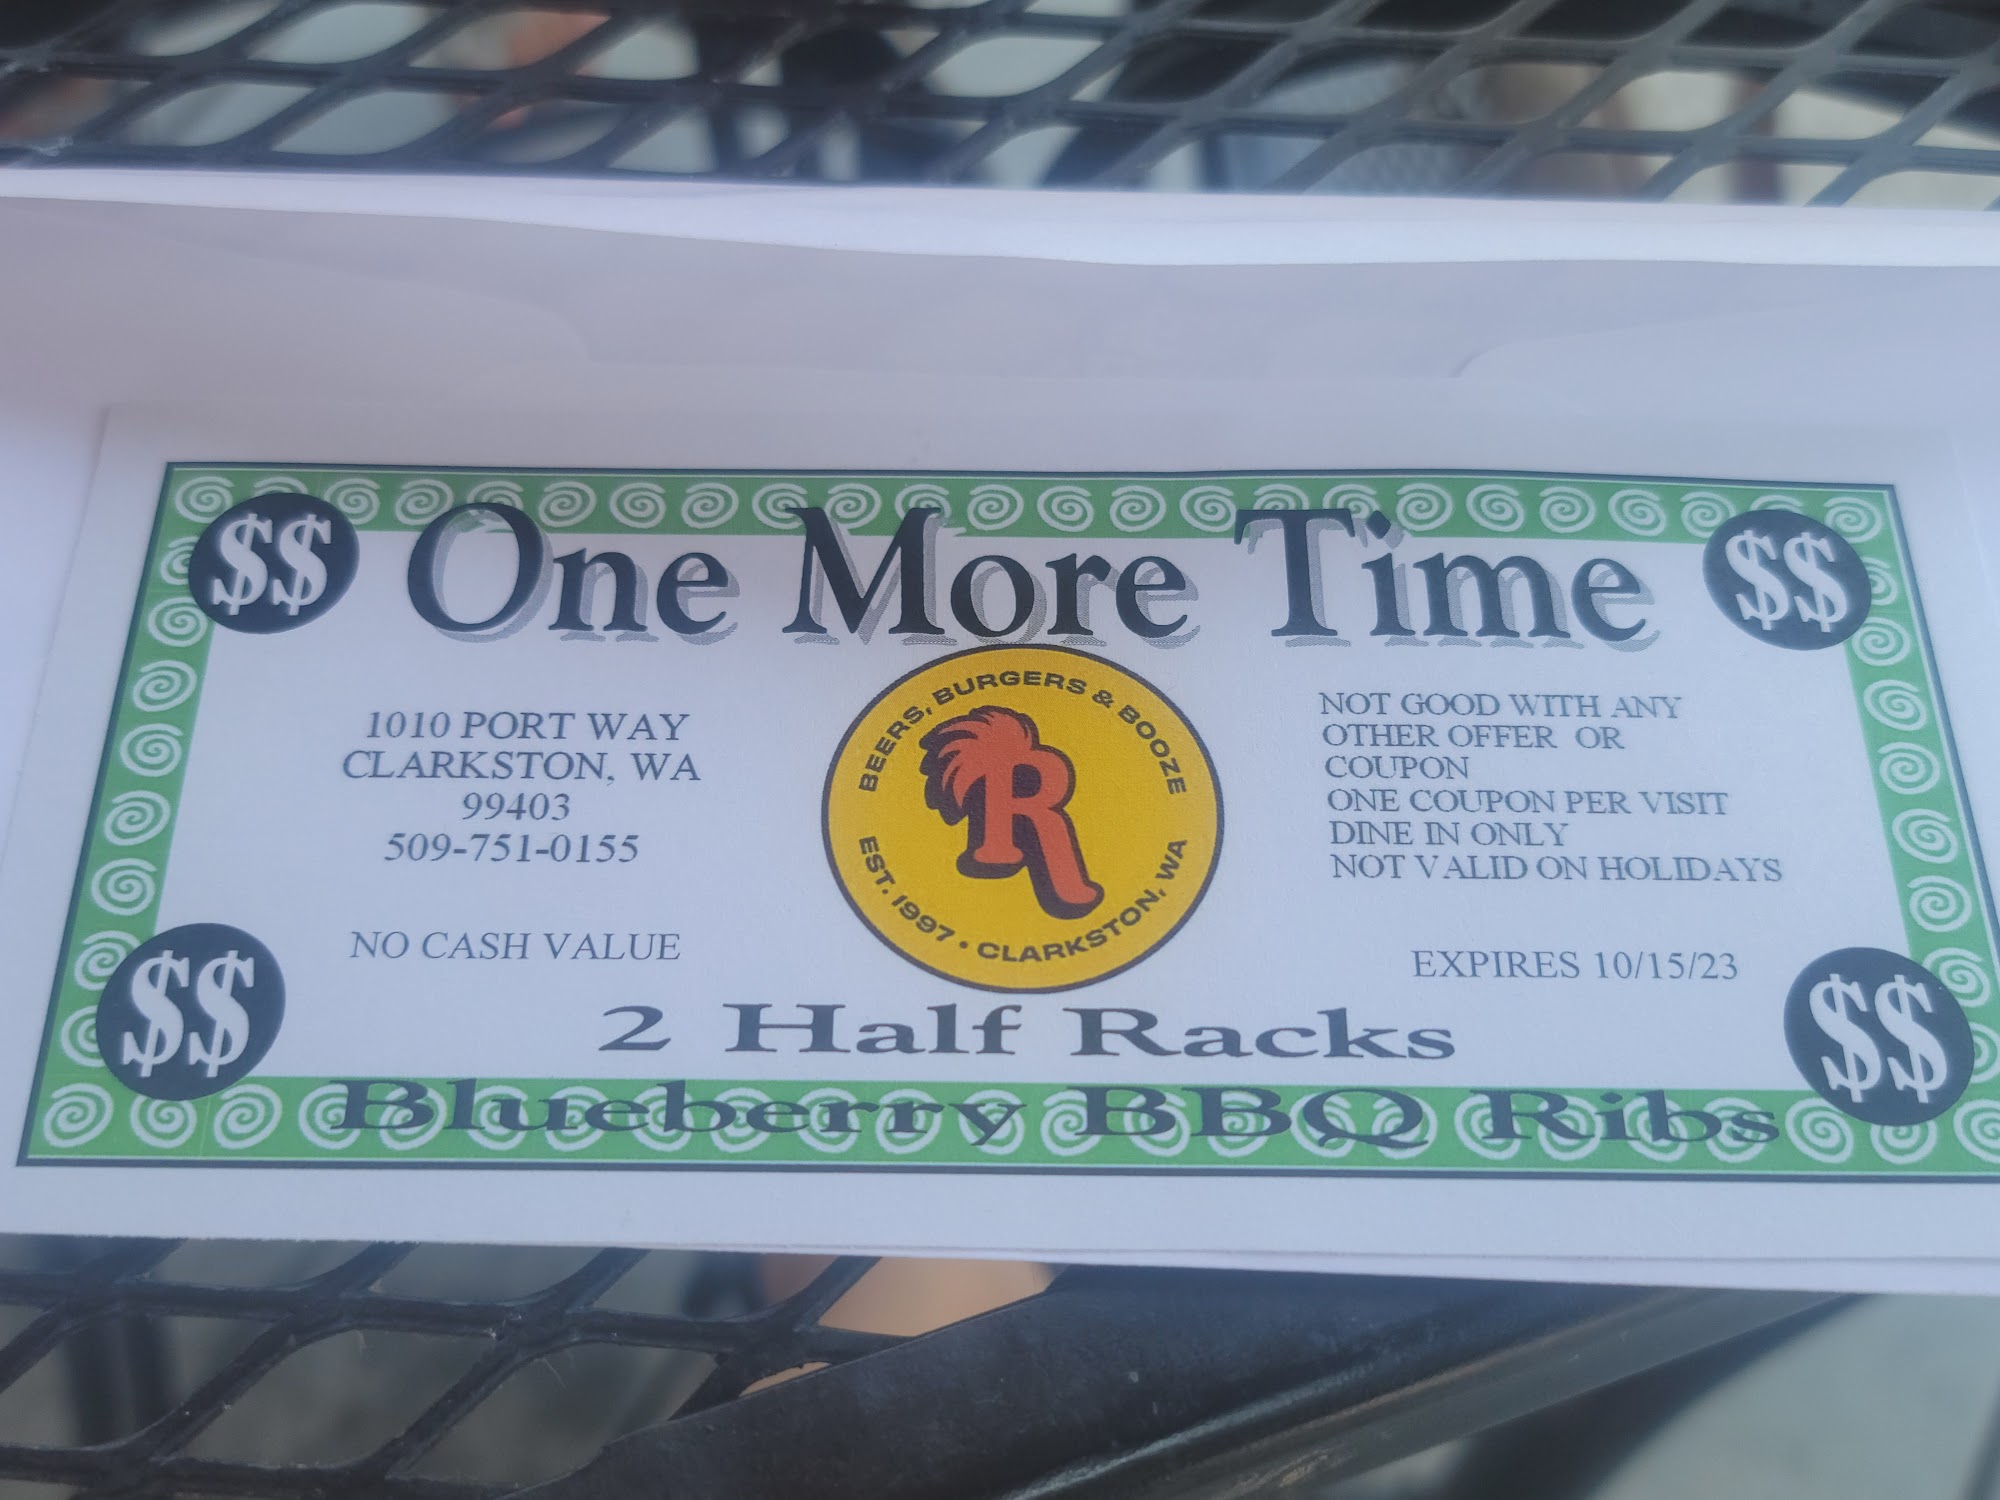 $$ One More Time $$
BEERS, BURGERS & BOOZE
R
EST. 1997 • CLARKSTON, WA
1010 PORT WAY
CLARKSTON, WA
99403
509-751-0155
NO CASH VALUE
NOT GOOD WITH ANY
OTHER OFFER OR
COUPON
ONE COUPON PER VISIT
DINE IN ONLY
NOT VALID ON HOLIDAYS
EXPIRES 10/15/23
$$ 2 Half Racks $$
Blueberry BBQ Ribs